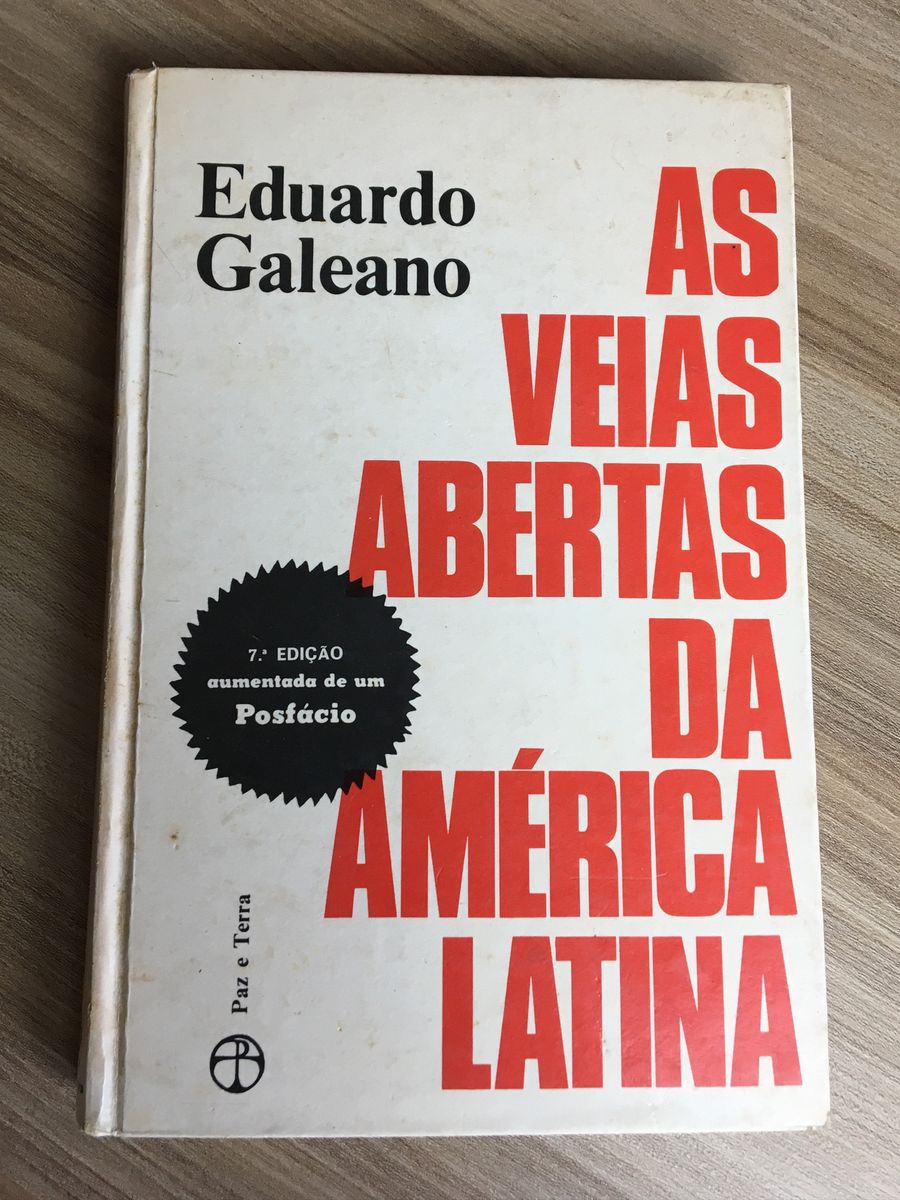 Eduardo
Galeano
AS
VEIAS
ABERTAS
DA
AMÉRICA
LATINA
7.ª EDIÇÃO
aumentada de um
Posfácio
Paz e Terra